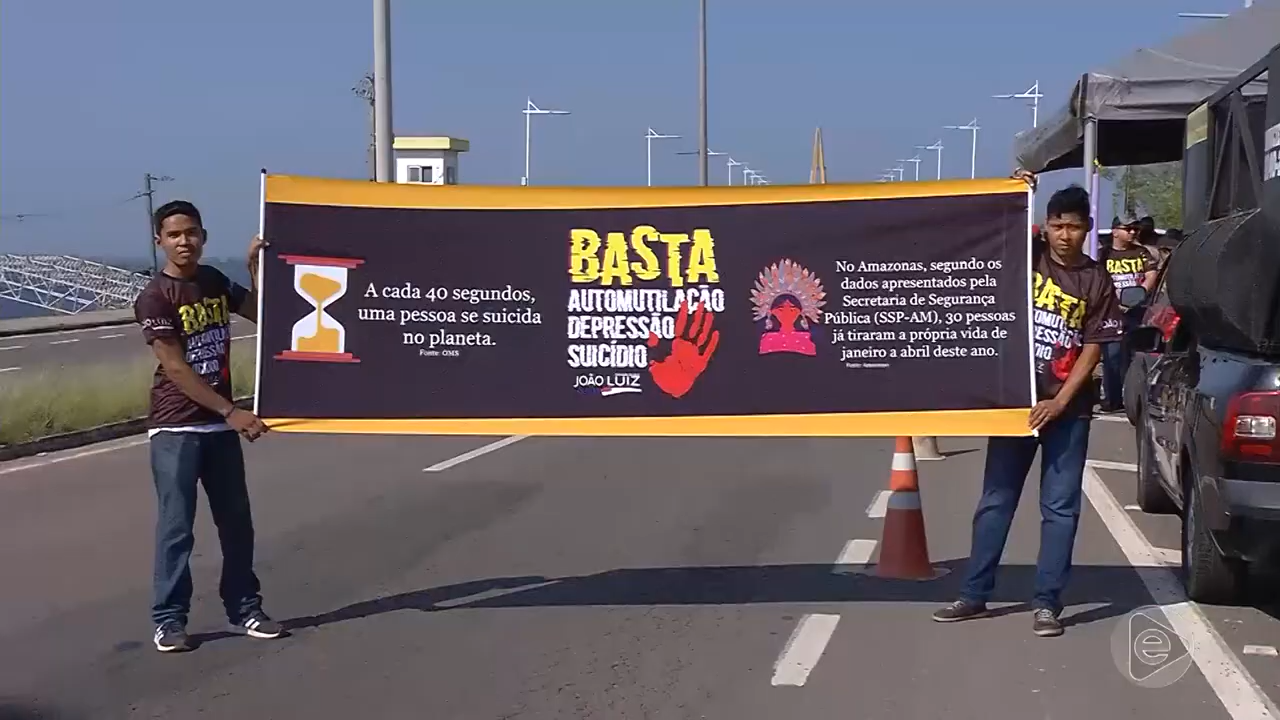 A cada 40 segundos,
uma pessoa se suicida
no planeta.
Fonte: OMS
BASTA
AUTOMUTILAÇÃO
DEPRESSÃO
SUICÍDIO
JOÃO LUIZ
No Amazonas, segundo os
dados apresentados pela
Secretaria de Segurança
Pública (SSP-AM), 30 pessoas
já tiraram a própria vida de
janeiro a abril deste ano.
BASTA
BASTA
BASTA
e